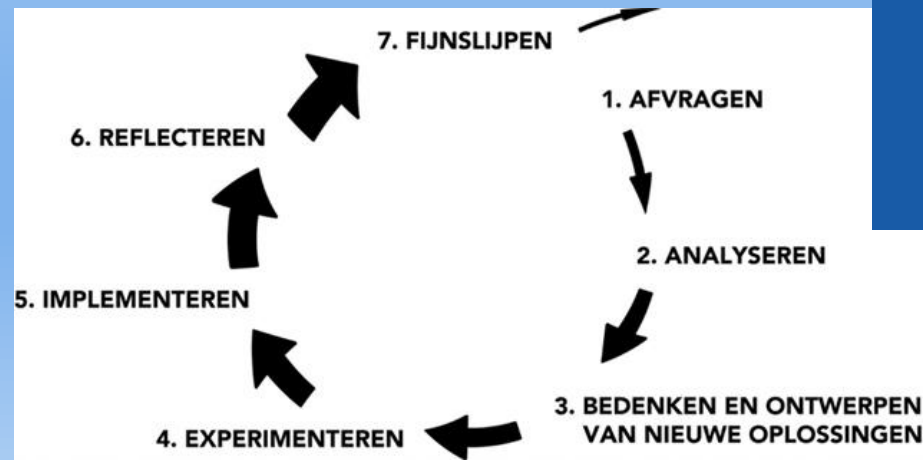 7. FIJNSLIJPEN
1. AFVRAGEN
6. REFLECTEREN
2. ANALYSEREN
5. IMPLEMENTEREN
3. BEDENKEN EN ONTWERPEN
VAN NIEUWE OPLOSSINGEN
4. EXPERIMENTEREN